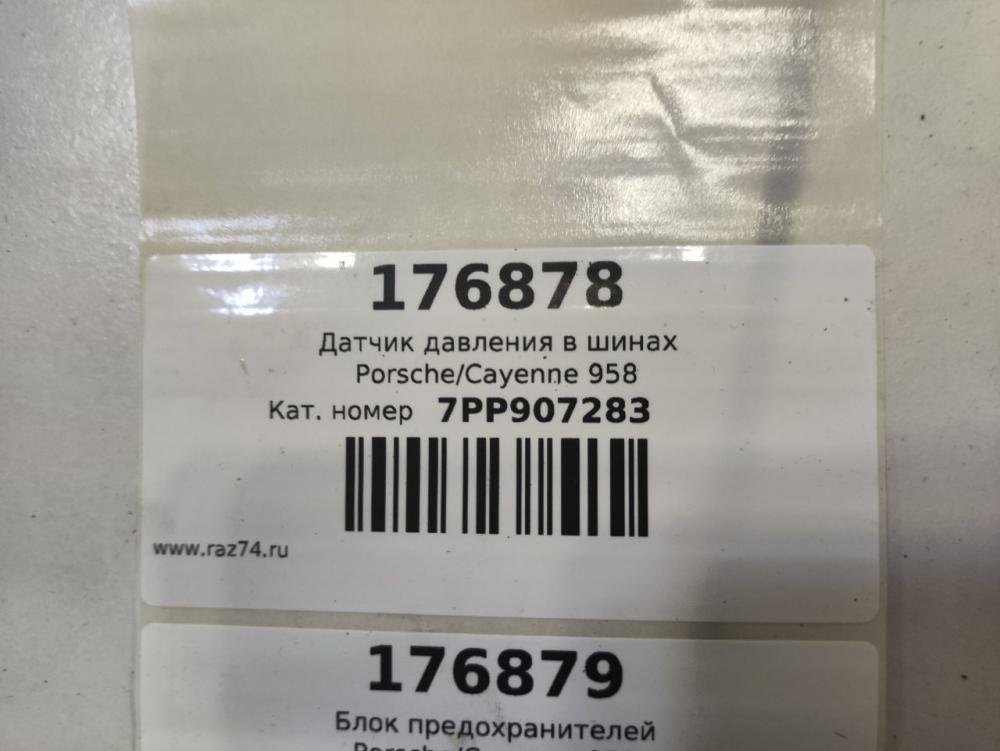 176878
Датчик давления в шинах
Porsche/Cayenne 958
Кат. номер 7PP907283
www.raz74.ru
176879
Блок предохранителей